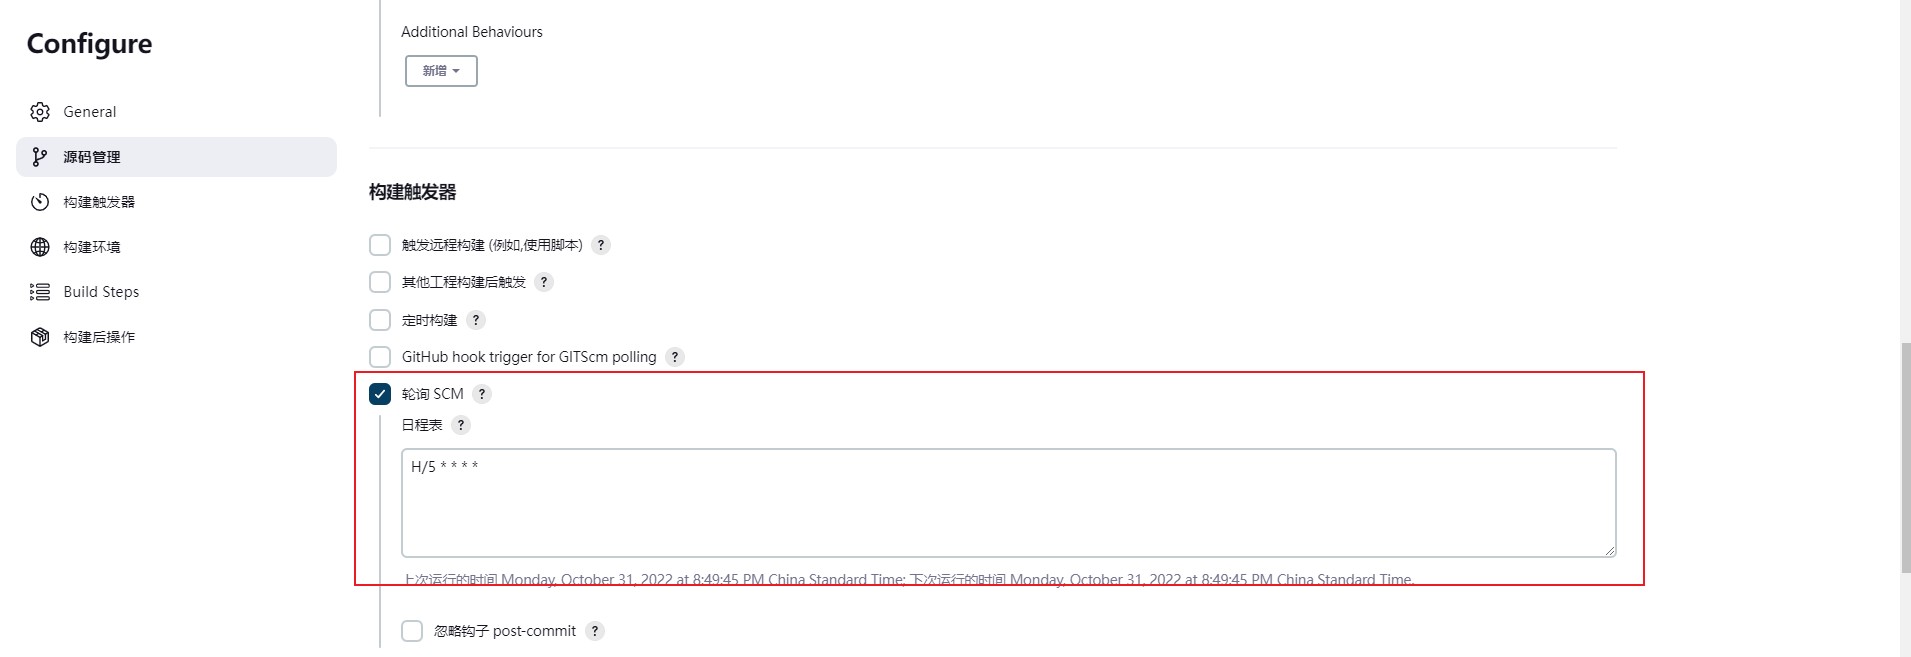 Configure
General
源码管理
构建触发器
构建环境
Build Steps
构建后操作
Additional Behaviours
新增
构建触发器
触发远程构建 (例如,使用脚本) ?
其他工程构建后触发 ?
定时构建 ?
GitHub hook trigger for GITScm polling ?
轮询 SCM ?
日程表 ?
H/5 * * * *
上次运行的时间 Monday, October 31, 2022 at 8:49:45 PM China Standard Time; 下次运行的时间 Monday, October 31, 2022 at 8:49:45 PM China Standard Time.
忽略钩子 post-commit ?